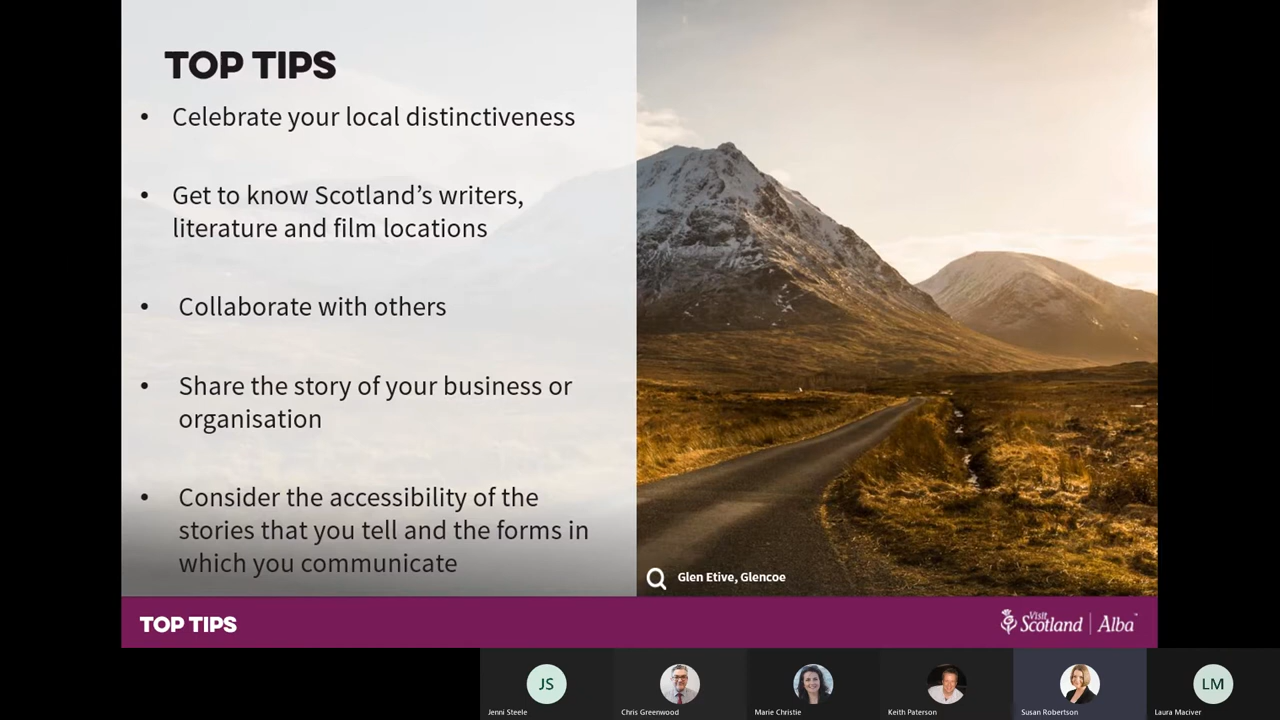 TOP TIPS
• Celebrate your local distinctiveness
• Get to know Scotland’s writers,
literature and film locations
• Collaborate with others
• Share the story of your business or
organisation
• Consider the accessibility of the
stories that you tell and the forms in
which you communicate
Glen Etive, Glencoe
TOP TIPS
Visit
Scotland | Alba™
JS
LM
Jenni Steele
Chris Greenwood
Marie Christie
Keith Paterson
Susan Robertson
Laura Maciver